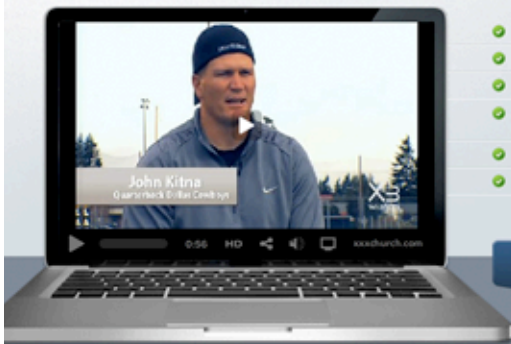 John Kitna
Quarterback Dallas Cowboys
X3
0:56 HD xxxchurch.com